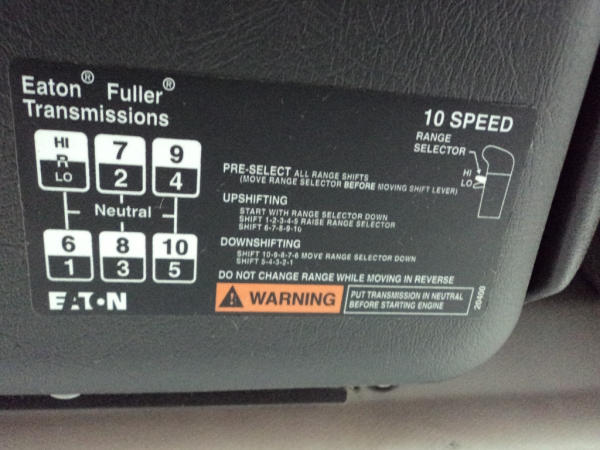 Eaton® Fuller®
Transmissions
10 SPEED
HI
R
LO
7
2
9
4
Neutral
6
1
8
3
10
5
EATON
RANGE
SELECTOR
HI
LO
PRE-SELECT ALL RANGE SHIFTS
(MOVE RANGE SELECTOR BEFORE MOVING SHIFT LEVER)
UPSHIFTING
START WITH RANGE SELECTOR DOWN
SHIFT 1-2-3-4-5 RAISE RANGE SELECTOR
SHIFT 6-7-8-9-10
DOWNSHIFTING
SHIFT 10-9-8-7-6 MOVE RANGE SELECTOR DOWN
SHIFT 5-4-3-2-1
DO NOT CHANGE RANGE WHILE MOVING IN REVERSE
WARNING
PUT TRANSMISSION IN NEUTRAL
BEFORE STARTING ENGINE
20400